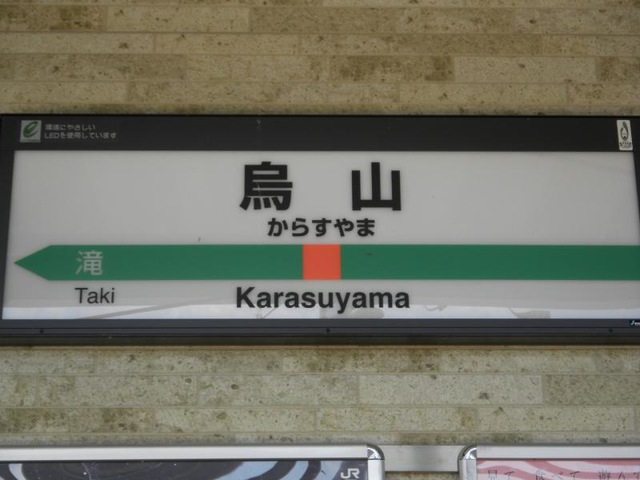 環境にやさしい
LEDを使用しています
烏山
からすやま
滝
Taki
Karasuyama
JR